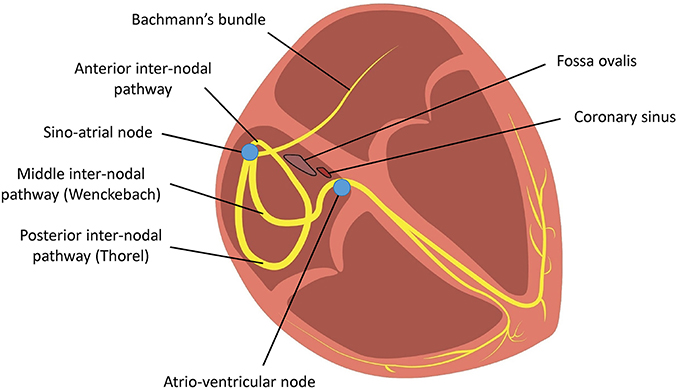 Bachmann's bundle
Anterior inter-nodal
pathway
Sino-atrial node
Middle inter-nodal
pathway (Wenckebach)
Posterior inter-nodal
pathway (Thorel)
Fossa ovalis
Coronary sinus
Atrio-ventricular node